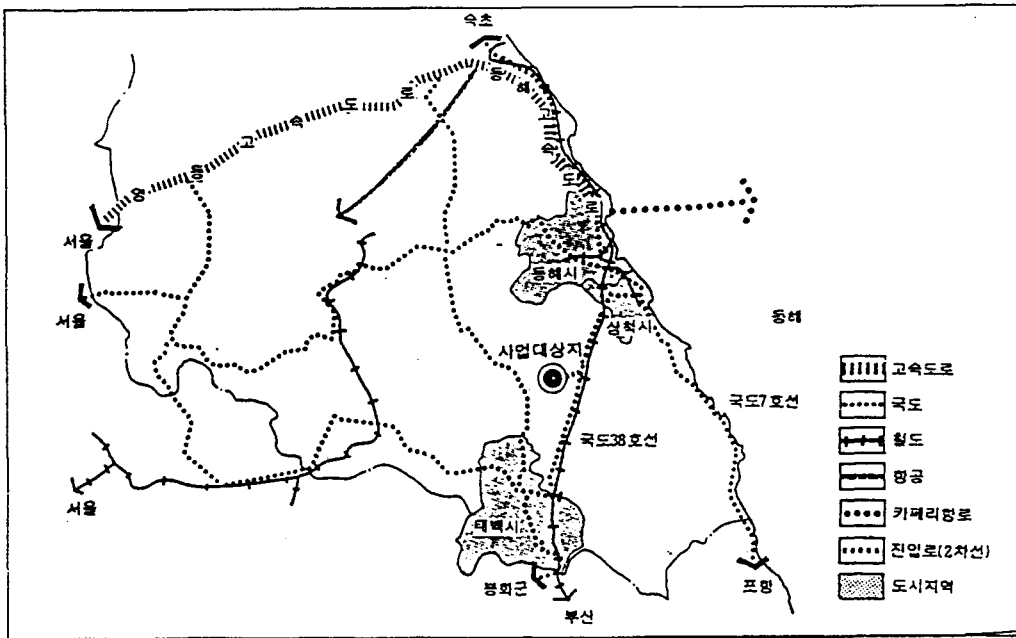 속초
영동고속도로
동해고속도로
서울
서울
동해시
삼척시
동해
사업대상지
국도7호선
국도38호선
서울
태백시
봉화군
부산
포항
고속도로
국도
철도
항공
카페리항로
진입로(2차선)
도시지역